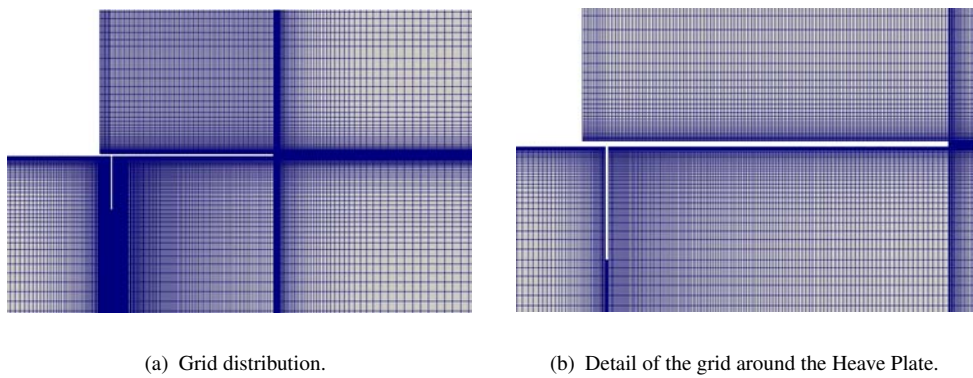 (a) Grid distribution.
(b) Detail of the grid around the Heave Plate.